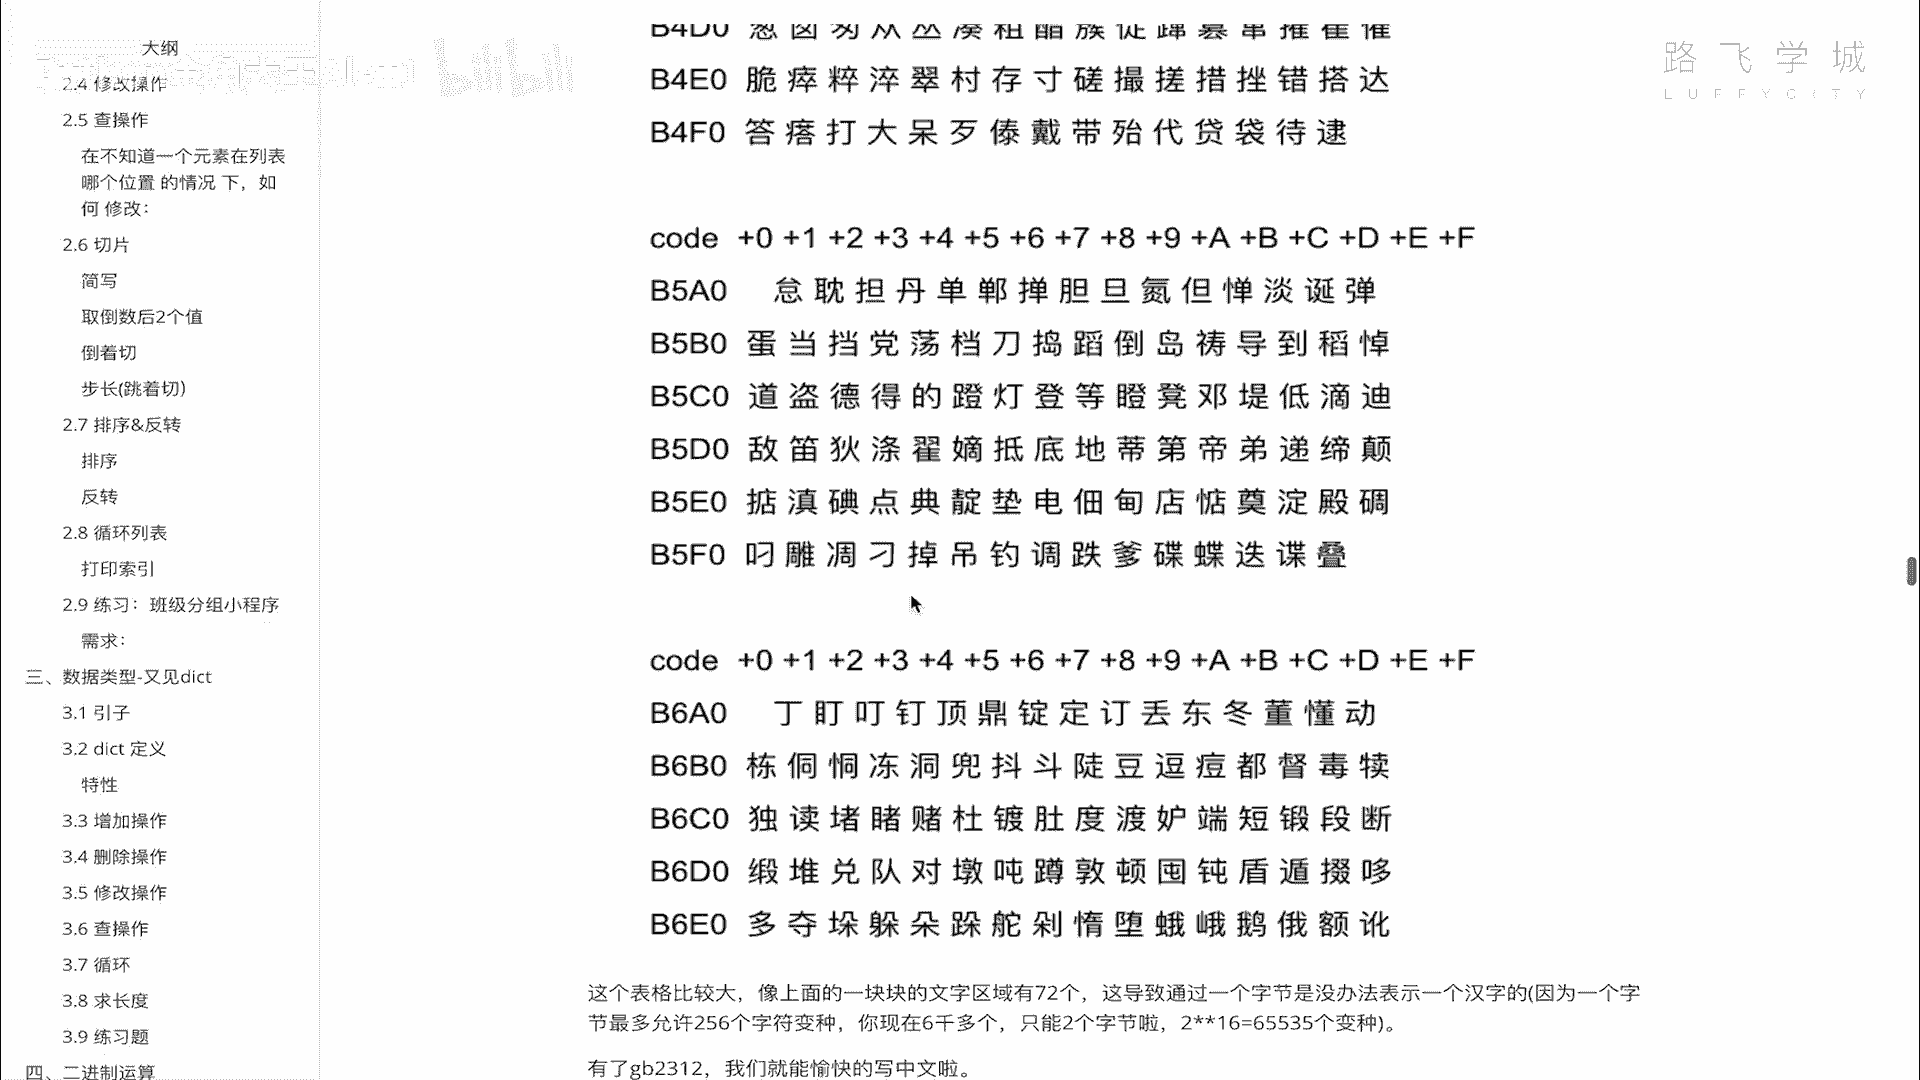 大纲
2.4 修改操作
2.5 查操作
在不知道一个元素在列表
哪个位置 的情况 下，如
何 修改：
2.6 切片
简写
取倒数后2个值
倒着切
步长(跳着切)
2.7 排序&反转
排序
反转
2.8 循环列表
打印索引
2.9 练习：班级分组小程序
需求：
三、数据类型-又见dict
3.1 引子
3.2 dict 定义
特性
3.3 增加操作
3.4 删除操作
3.5 修改操作
3.6 查操作
3.7 循环
3.8 求长度
3.9 练习题
四、二进制运算
路飞学城
LUFFYCITY
B4D0 葱囱匆从丛凑粗醋簇促蹿篡窜摧崔催
B4E0 脆瘁粹淬翠村存寸磋撮搓措挫错搭达
B4F0 答瘩打大呆歹傣戴带殆代贷袋待逮
code +0 +1 +2 +3 +4 +5 +6 +7 +8 +9 +A +B +C +D +E +F
B5A0 怠耽担丹单郸掸胆旦氮但惮淡诞弹
B5B0 蛋当挡党荡档刀捣蹈倒岛祷导到稻悼
B5C0 道盗德得的蹬灯登等瞪凳邓堤低滴迪
B5D0 敌笛狄涤翟嫡抵底地蒂第帝弟递缔颠
B5E0 掂滇碘点典靛垫电佃甸店惦奠淀殿碉
B5F0 叼雕凋刁掉吊钓调跌爹碟蝶迭谍叠
code +0 +1 +2 +3 +4 +5 +6 +7 +8 +9 +A +B +C +D +E +F
B6A0 丁盯叮钉顶鼎锭定订丢东冬董懂动
B6B0 栋侗恫冻洞兜抖斗陡豆逗痘都督毒犊
B6C0 独读堵睹赌杜镀肚度渡妒端短锻段断
B6D0 缎堆兑队对墩吨蹲敦顿囤钝盾遁掇哆
B6E0 多夺垛躲朵跺舵剁惰堕蛾峨鹅俄额讹
这个表格比较大，像上面的一块块的文字区域有72个，这导致通过一个字节是没办法表示一个汉字的(因为一个字
节最多允许256个字符变种，你现在6千多个，只能2个字节啦，2**16=65535个变种)。
有了gb2312，我们就能愉快的写中文啦。